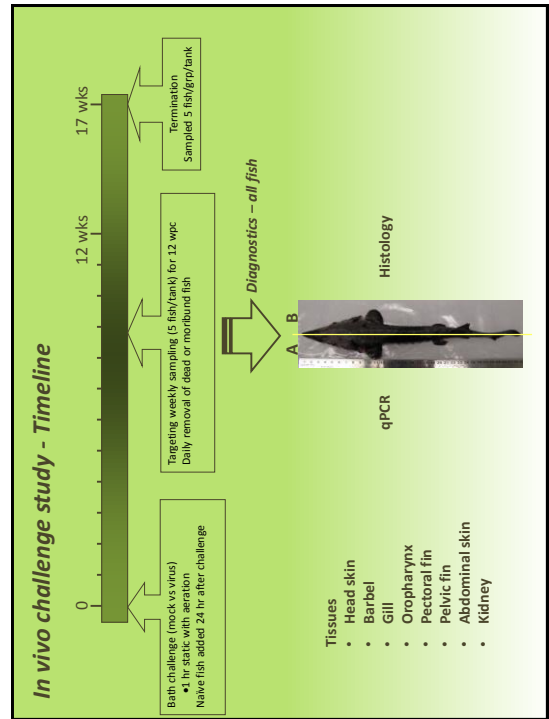 In vivo challenge study - Timeline
0
12 wks
17 wks
Bath challenge (mock vs virus)
•1 hr static with aeration
Naïve fish added 24 hr after challenge
Targeting weekly sampling (5 fish/tank) for 12 wpc
Daily removal of dead or moribund fish
Termination
Sampled 5 fish/grp/tank
Diagnostics – all fish
A
B
qPCR
Histology
Tissues
• Head skin
• Barbel
• Gill
• Oropharynx
• Pectoral fin
• Pelvic fin
• Abdominal skin
• Kidney